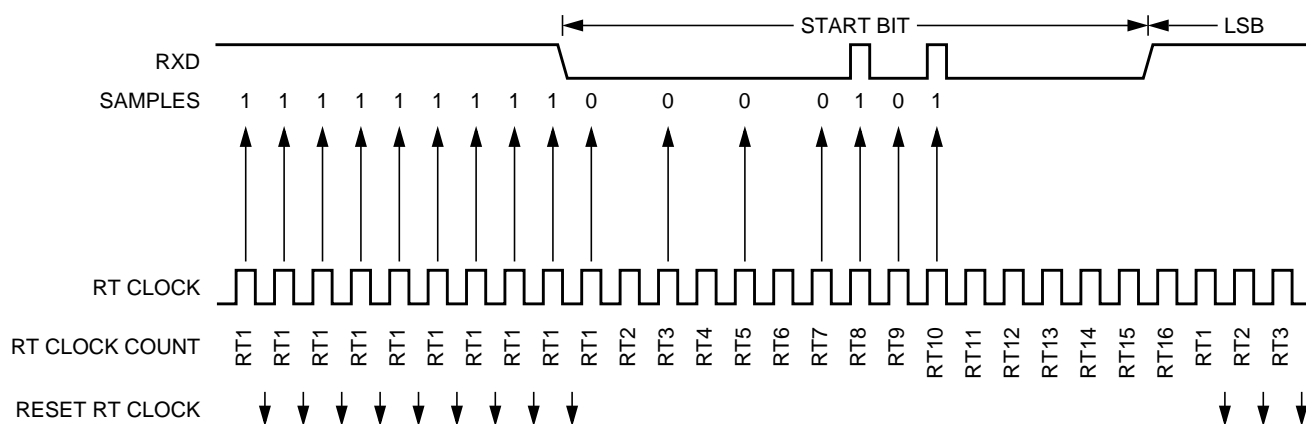 START BIT LSB
RXD
SAMPLES 1 1 1 1 1 1 1 1 1 0 0 0 0 1 0 1
RT CLOCK
RT CLOCK COUNT RT1 RT1 RT1 RT1 RT1 RT1 RT1 RT1 RT1 RT1 RT2 RT3 RT4 RT5 RT6 RT7 RT8 RT9 RT10 RT11 RT12 RT13 RT14 RT15 RT16 RT1 RT2 RT3
RESET RT CLOCK